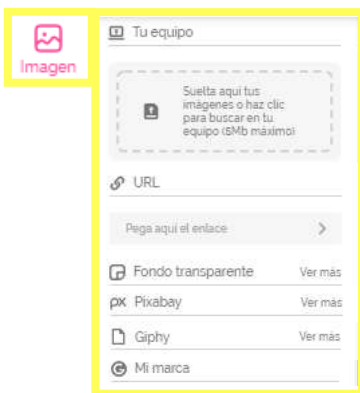 Imagen
Tu equipo
Suelta aquí tus
imágenes o haz clic
para buscar en tu
equipo (5Mb máximo)
URL
Pega aquí el enlace
Fondo transparente Ver más
px Pixabay Ver más
Giphy Ver más
G Mi marca